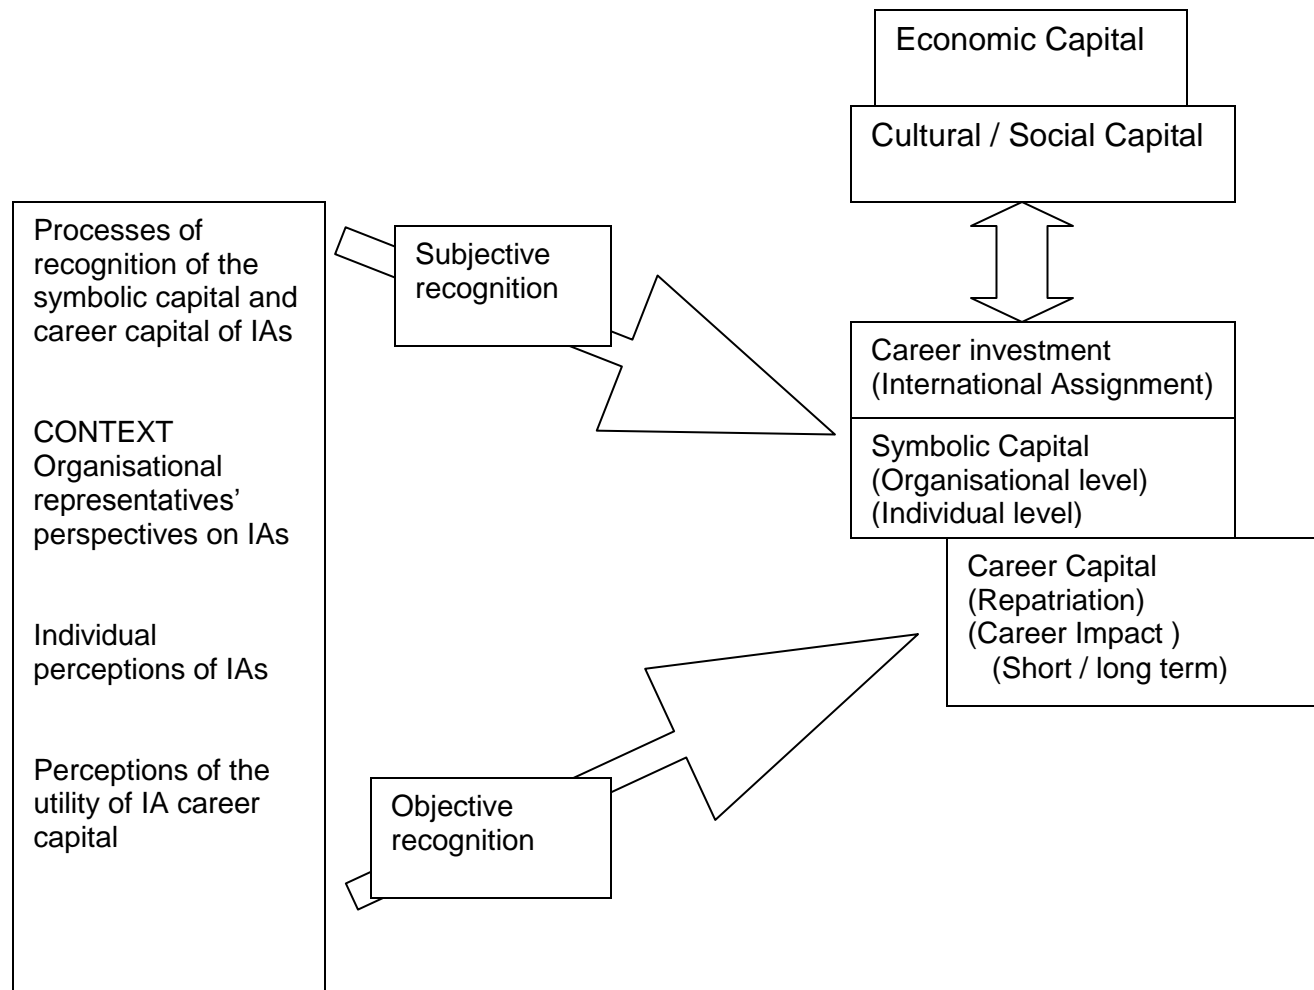 Economic Capital
Cultural / Social Capital
Processes of
recognition of the
symbolic capital and
career capital of IAs
CONTEXT
Organisational
representatives’
perspectives on IAs
Individual
perceptions of IAs
Perceptions of the
utility of IA career
capital
Subjective
recognition
Objective
recognition
Career investment
(International Assignment)
Symbolic Capital
(Organisational level)
(Individual level)
Career Capital
(Repatriation)
(Career Impact )
(Short / long term)